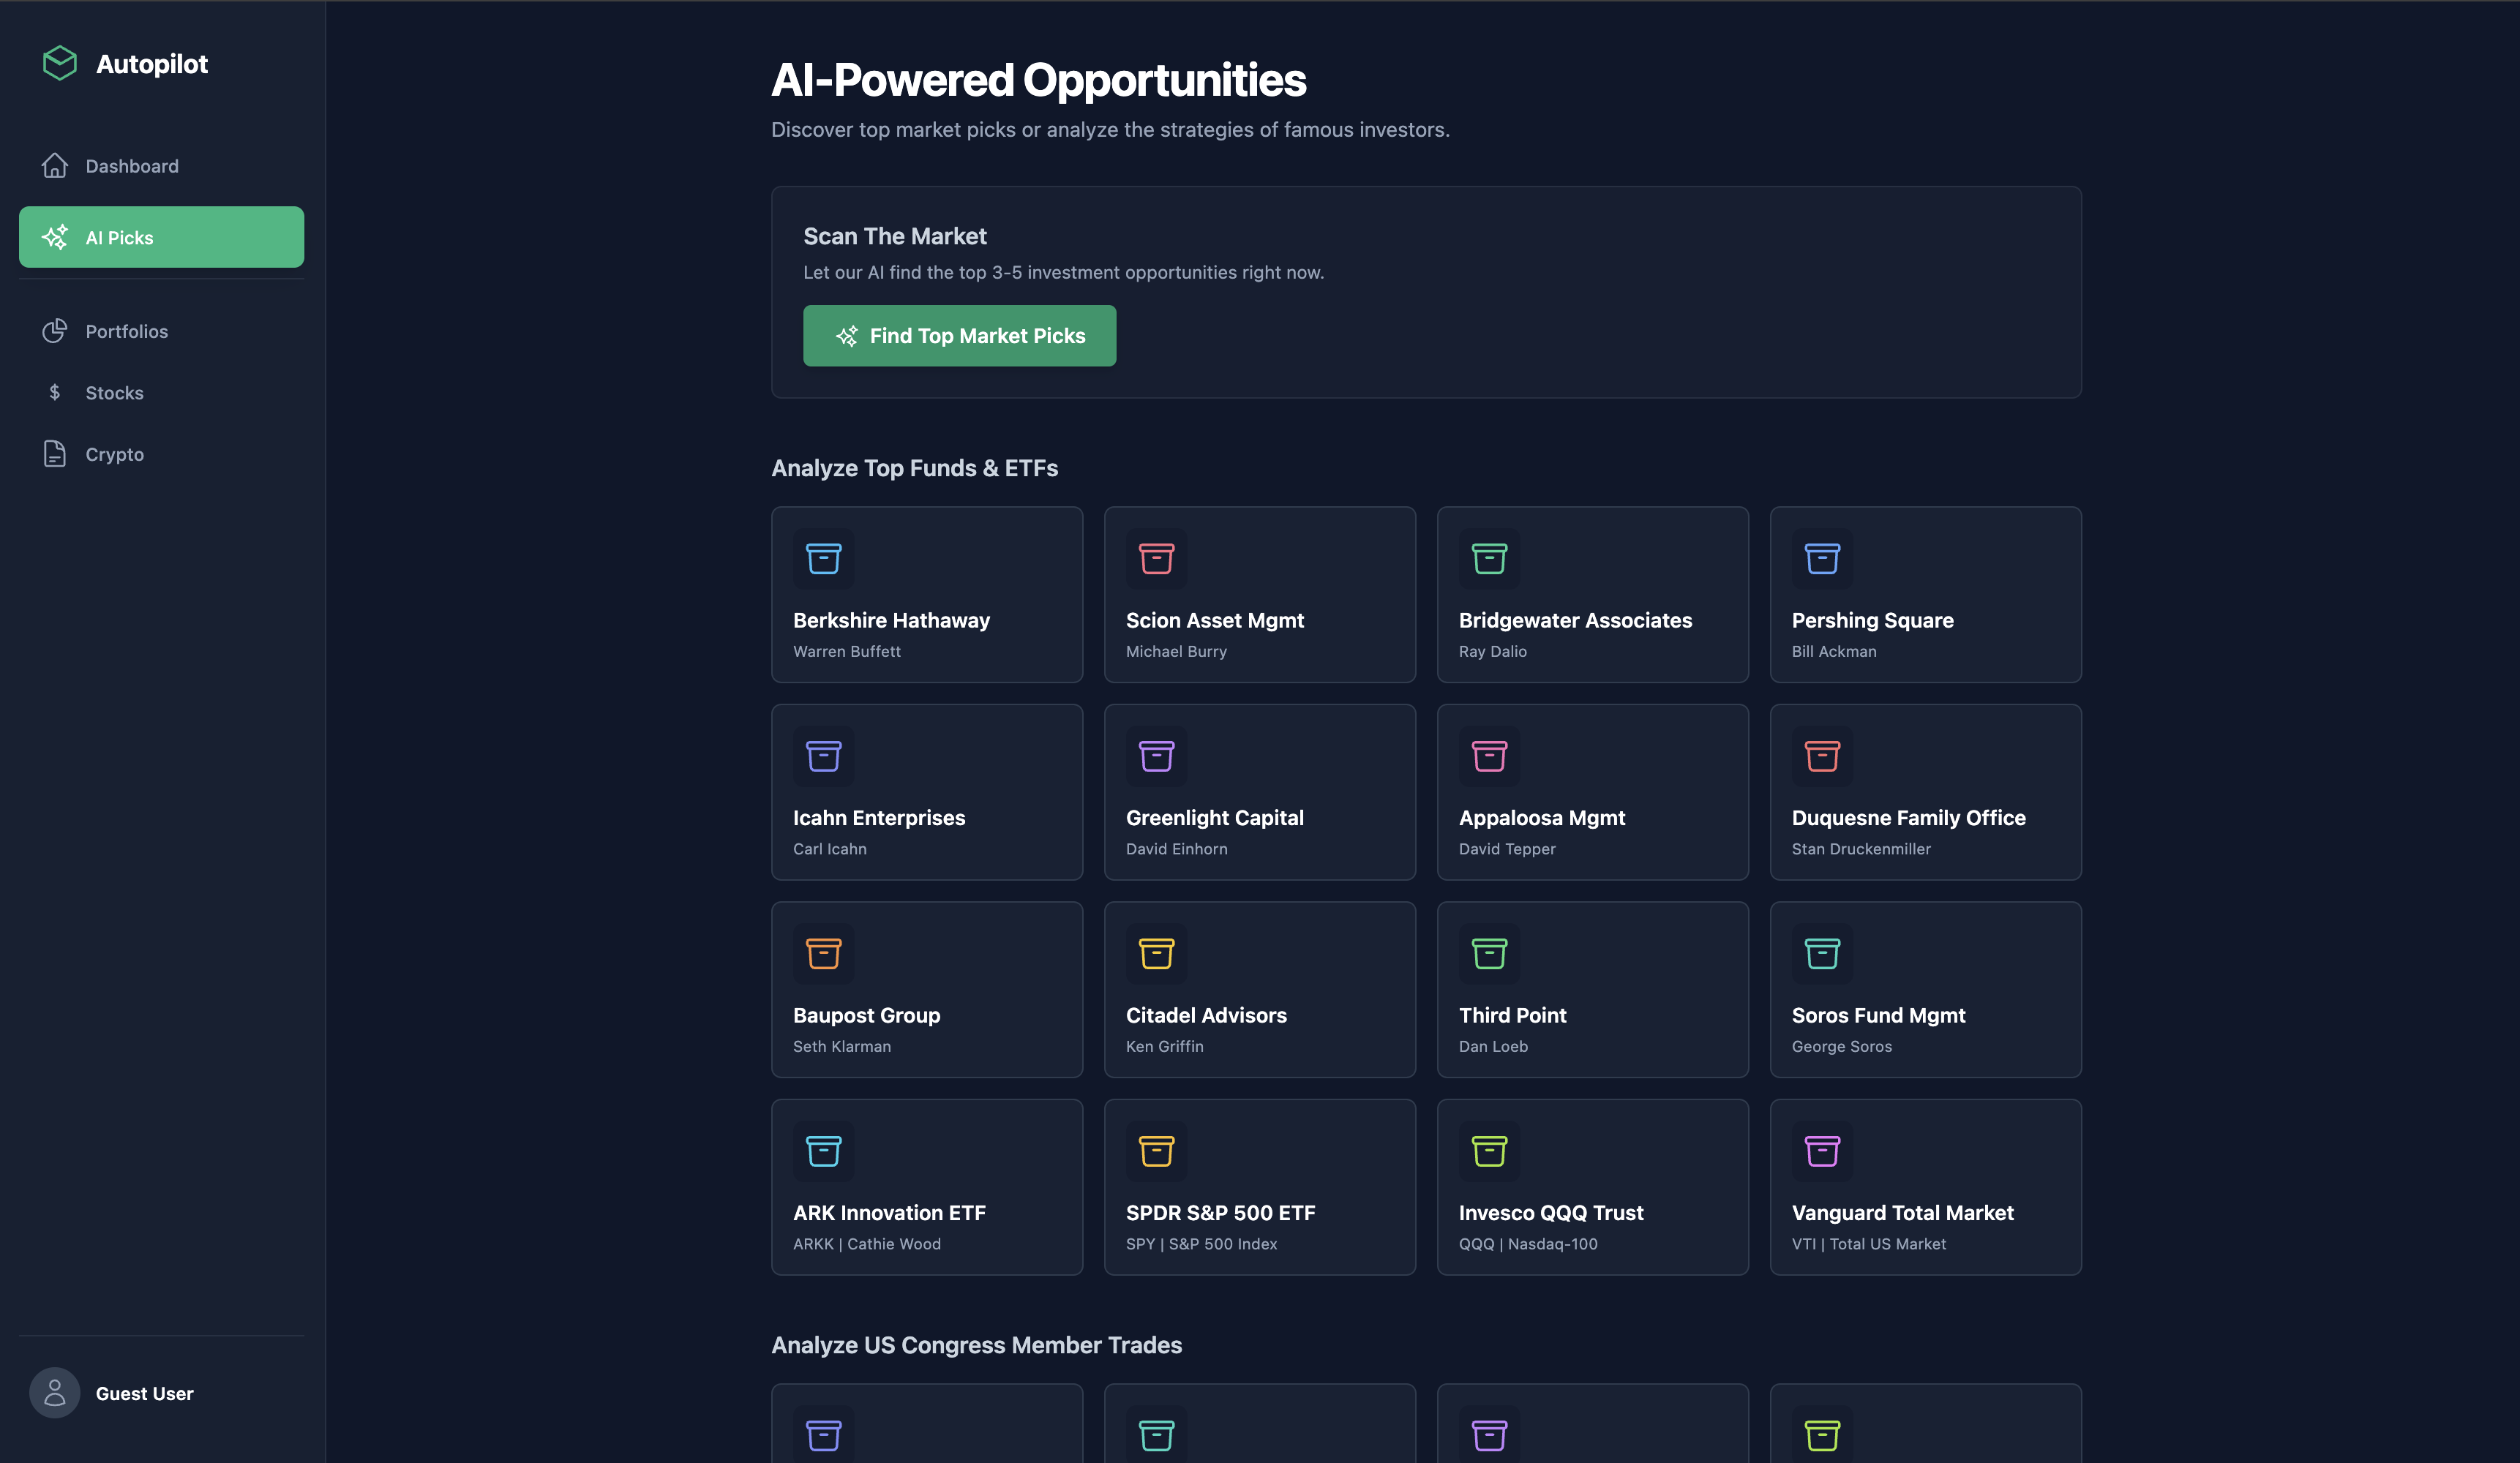 Autopilot
Dashboard
AI Picks
Portfolios
$ Stocks
Crypto
Guest User
AI-Powered Opportunities
Discover top market picks or analyze the strategies of famous investors.
Scan The Market
Let our AI find the top 3-5 investment opportunities right now.
Find Top Market Picks
Analyze Top Funds & ETFs
Berkshire Hathaway
Warren Buffett
Scion Asset Mgmt
Michael Burry
Bridgewater Associates
Ray Dalio
Pershing Square
Bill Ackman
Icahn Enterprises
Carl Icahn
Greenlight Capital
David Einhorn
Appaloosa Mgmt
David Tepper
Duquesne Family Office
Stan Druckenmiller
Baupost Group
Seth Klarman
Citadel Advisors
Ken Griffin
Third Point
Dan Loeb
Soros Fund Mgmt
George Soros
ARK Innovation ETF
ARKK | Cathie Wood
SPDR S&P 500 ETF
SPY | S&P 500 Index
Invesco QQQ Trust
QQQ | Nasdaq-100
Vanguard Total Market
VTI | Total US Market
Analyze US Congress Member Trades